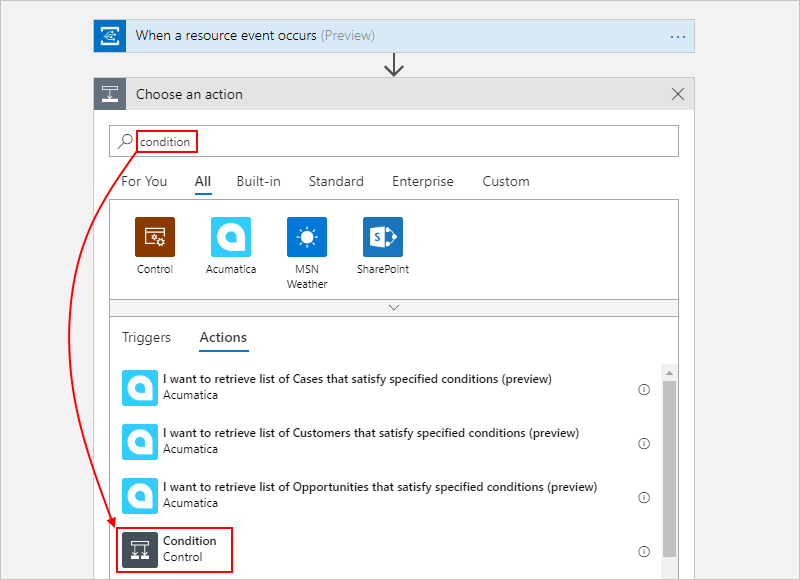 When a resource event occurs (Preview)
Choose an action
condition
For You All Built-in Standard Enterprise Custom
Control Acumatica MSN Weather SharePoint
Triggers Actions
I want to retrieve list of Cases that satisfy specified conditions (preview)
Acumatica
I want to retrieve list of Customers that satisfy specified conditions (preview)
Acumatica
I want to retrieve list of Opportunities that satisfy specified conditions (preview)
Acumatica
Condition
Control